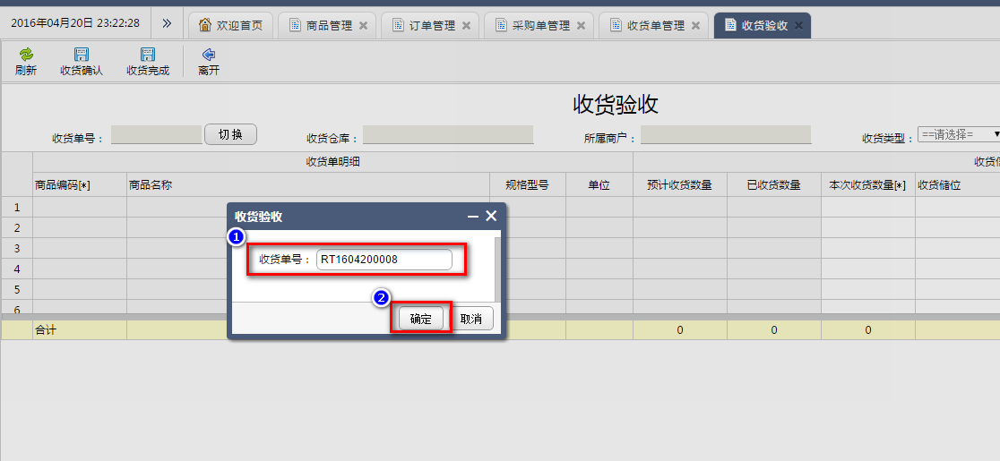 2016年04月20日 23:22:28 » 欢迎首页 商品管理 订单管理 采购单管理 收货单管理 收货验收
刷新 收货确认 收货完成 离开
收货验收
收货单号： 切 换 收货仓库： 所属商户： 收货类型： ==请选择=
收货单明细 收货
商品编码[*] 商品名称 规格型号 单位 预计收货数量 已收货数量 本次收货数量[*] 收货储位
1
2
3
4
5
6
收货验收
1
收货单号： RT1604200008
2
确定 取消
合计 0 0 0